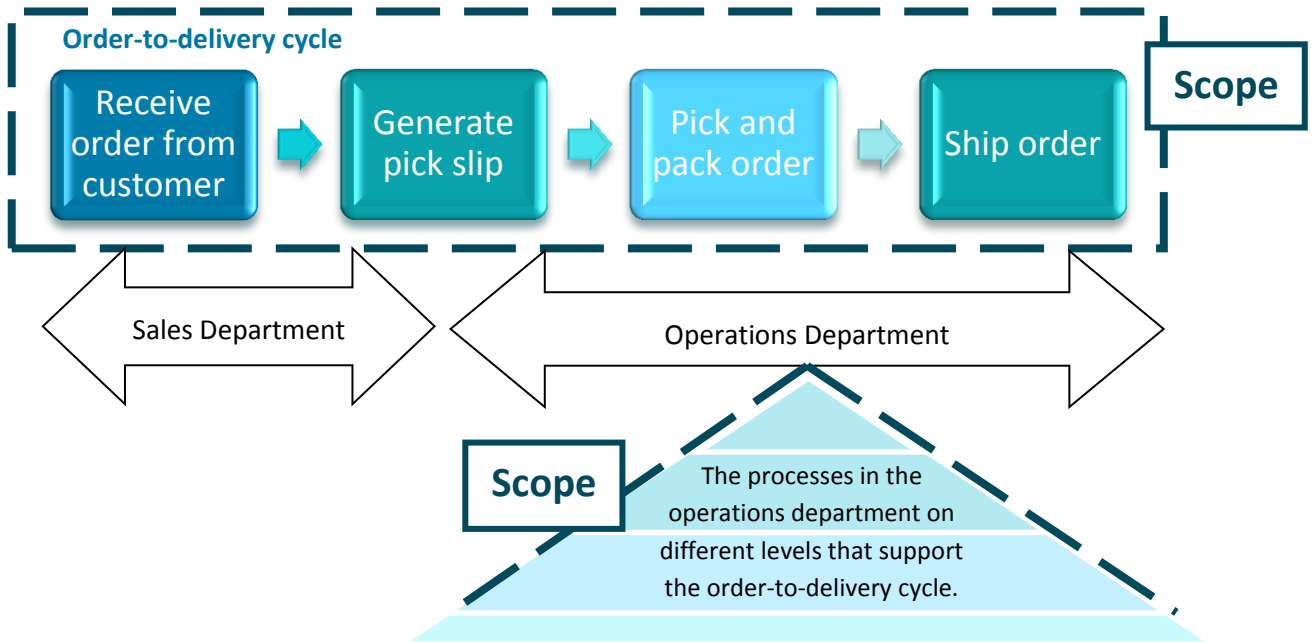 Order-to-delivery cycle
Scope
Receive
order from
customer
Generate
pick slip
Pick and
pack order
Ship order
Sales Department
Operations Department
Scope
The processes in the
operations department on
different levels that support
the order-to-delivery cycle.